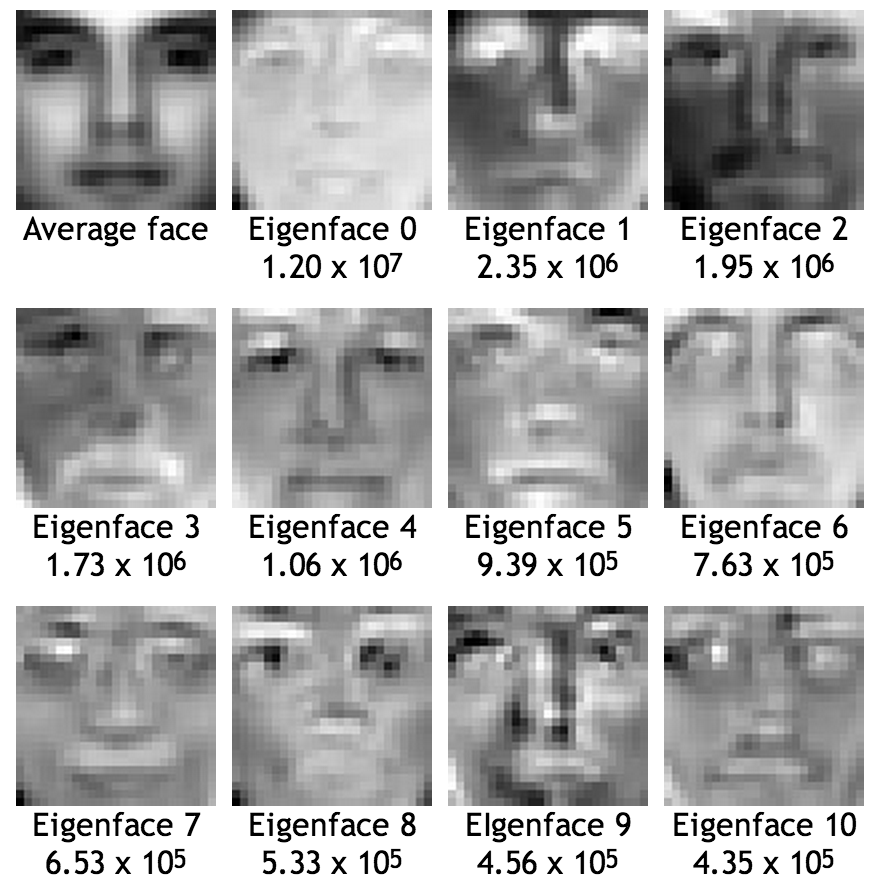 Average face
Eigenface 0
1.20 x 10⁷
Eigenface 1
2.35 x 10⁶
Eigenface 2
1.95 x 10⁶
Eigenface 3
1.73 x 10⁶
Eigenface 4
1.06 x 10⁶
Eigenface 5
9.39 x 10⁵
Eigenface 6
7.63 x 10⁵
Eigenface 7
6.53 x 10⁵
Eigenface 8
5.33 x 10⁵
EIgenface 9
4.56 x 10⁵
Eigenface 10
4.35 x 10⁵